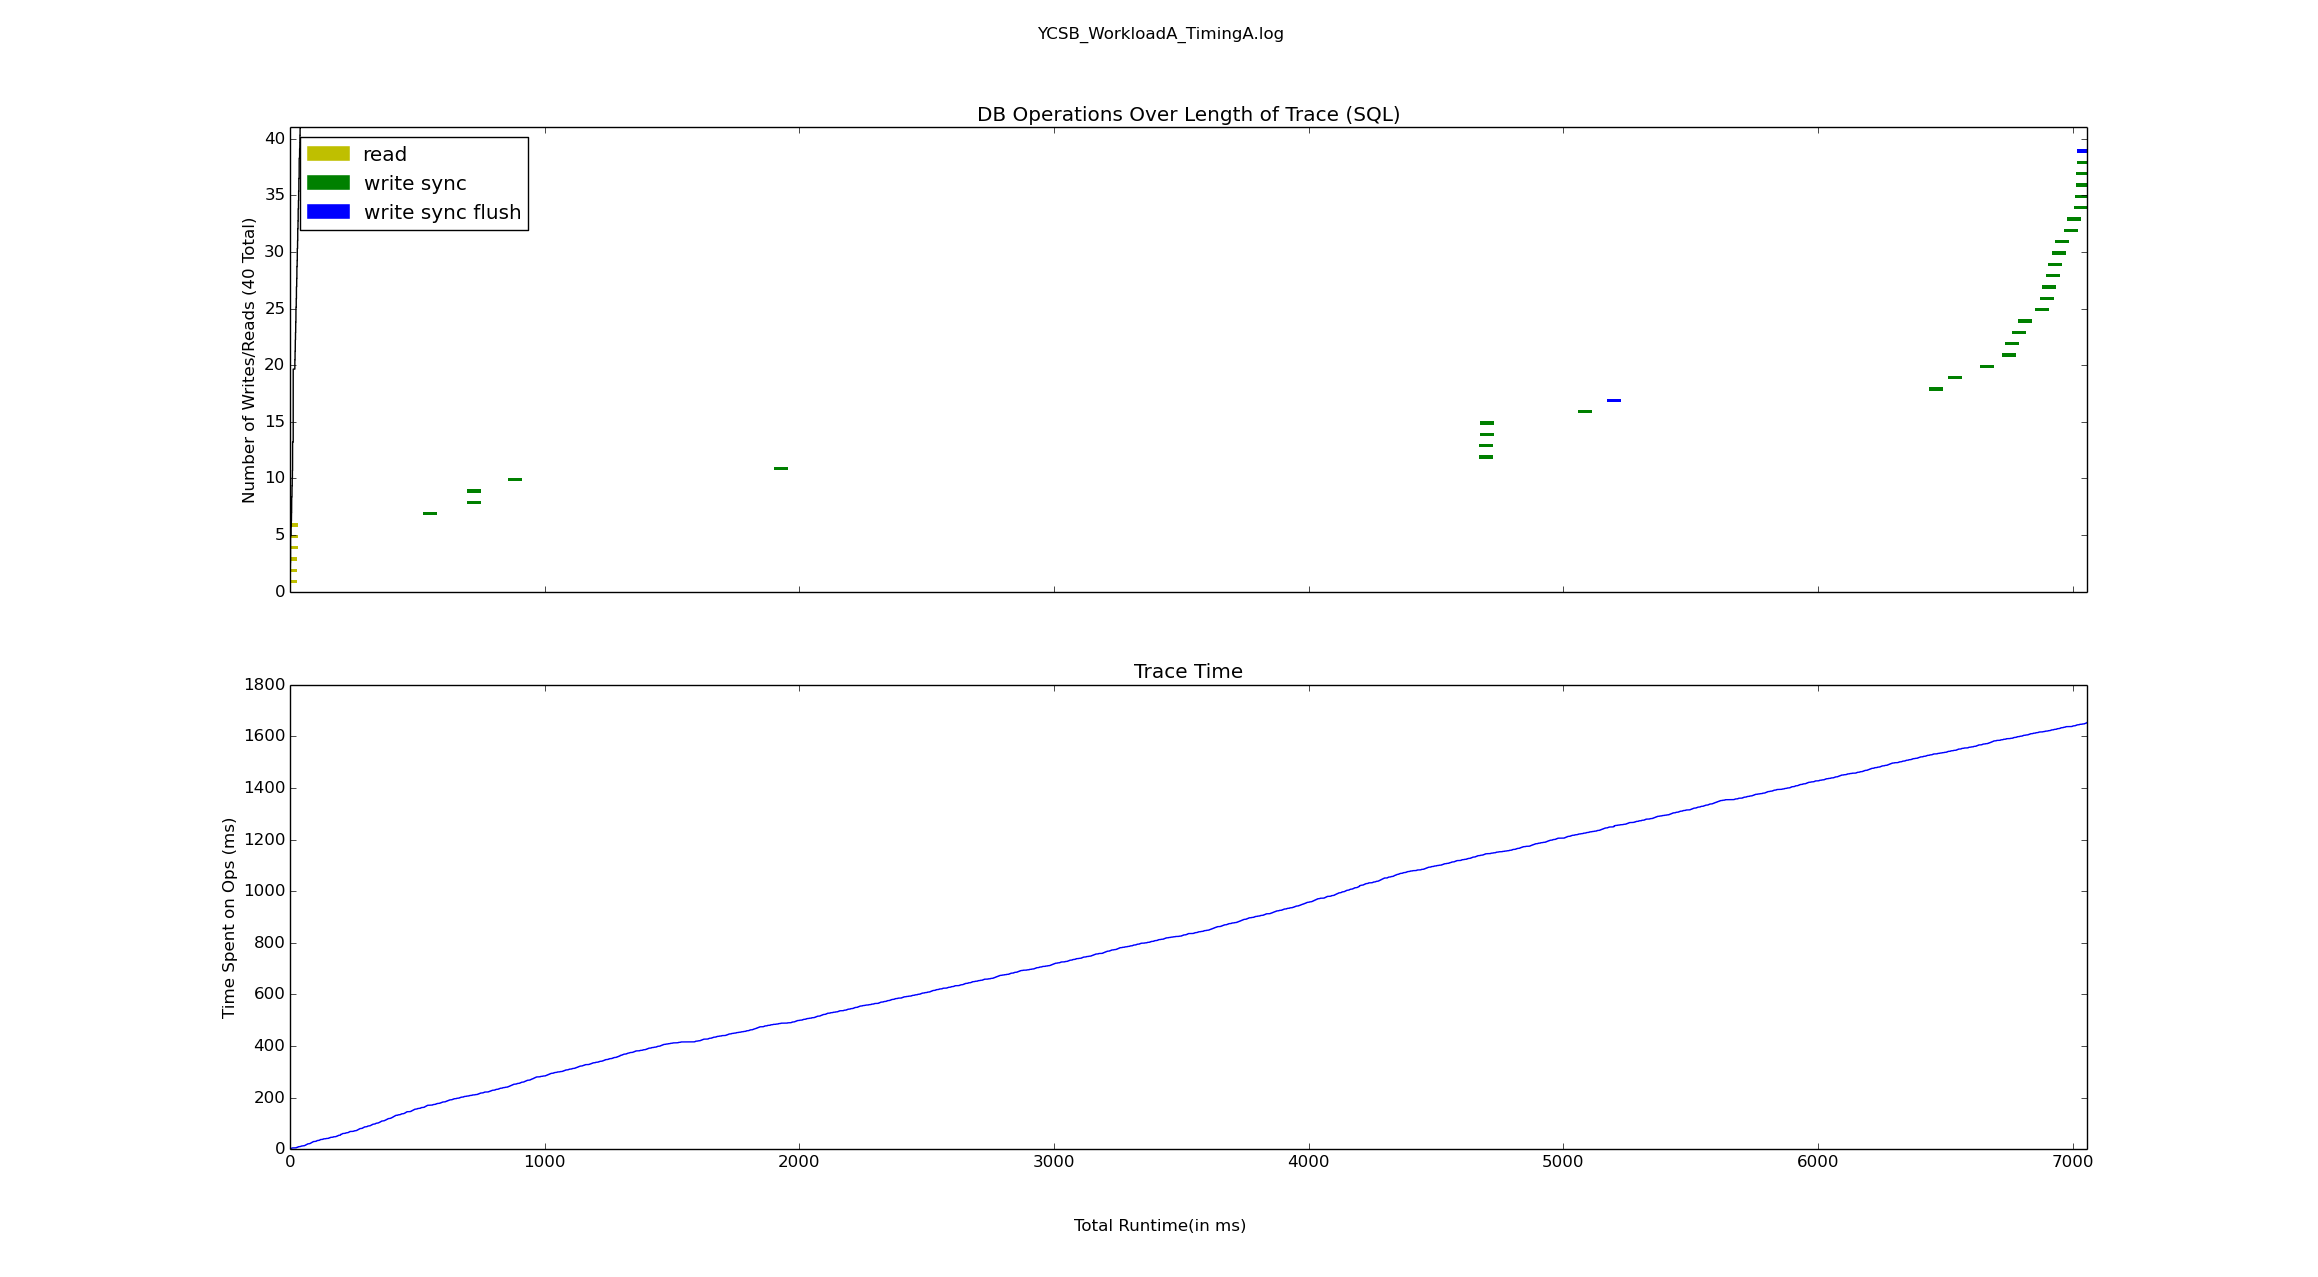 YCSB_WorkloadA_TimingA.log
DB Operations Over Length of Trace (SQL)
read
write sync
write sync flush
Number of Writes/Reads (40 Total)
40
35
30
25
20
15
10
5
0
Trace Time
Time Spent on Ops (ms)
1800
1600
1400
1200
1000
800
600
400
200
0
0 1000 2000 3000 4000 5000 6000 7000
Total Runtime(in ms)